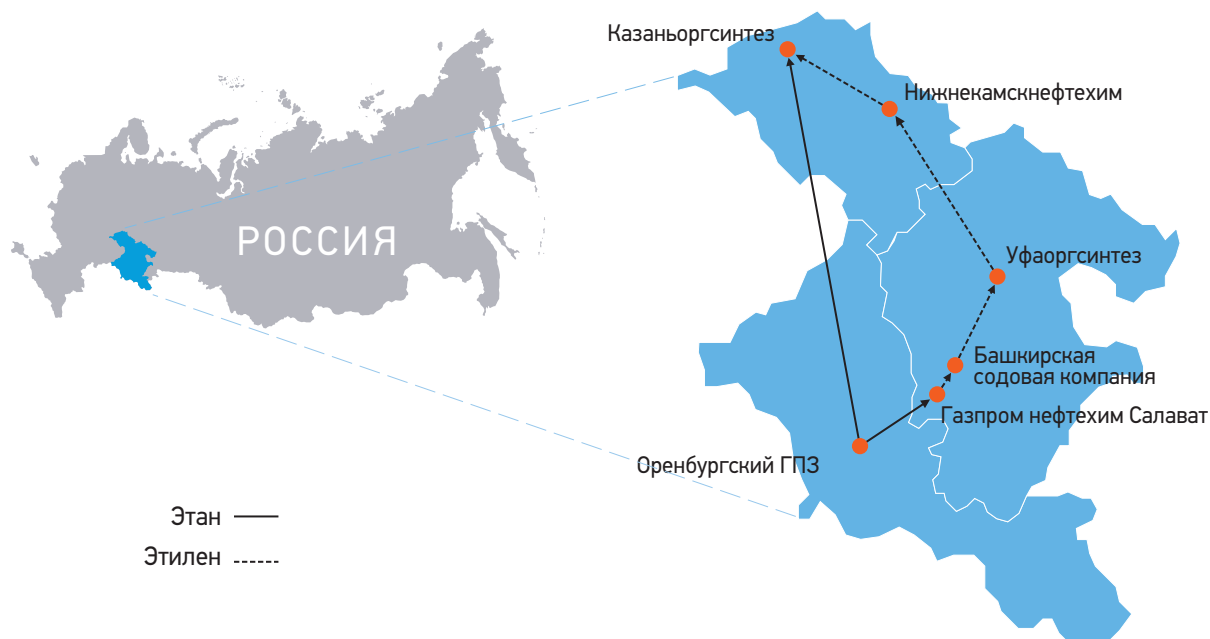 Казаньоргсинтез
Нижнекамскнефтехим
РОССИЯ
Уфаоргсинтез
Башкирская
содовая компания
Газпром нефтехим Салават
Оренбургский ГПЗ
Этан
Этилен